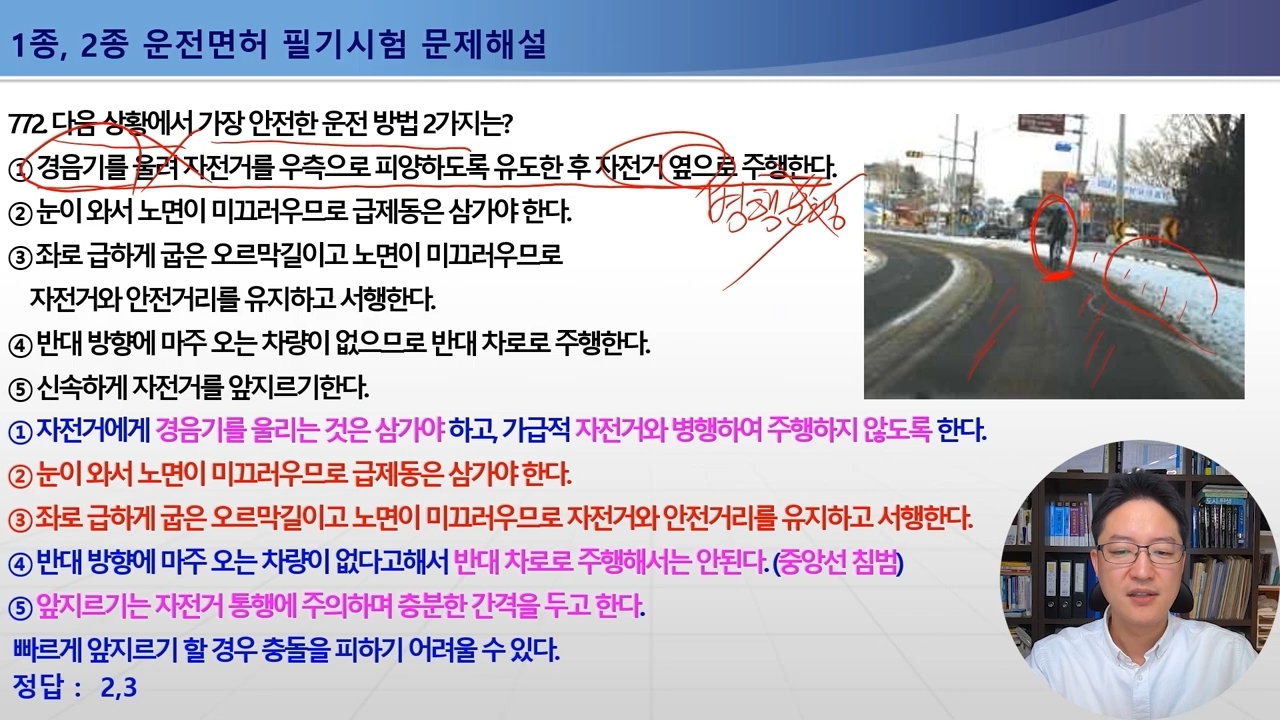 1종, 2종 운전면허 필기시험 문제해설
772. 다음 상황에서 가장 안전한 운전 방법 2가지는?
① 경음기를 울려 자전거를 우측으로 피양하도록 유도한 후 자전거 옆으로 주행한다.
병행운행
② 눈이 와서 노면이 미끄러우므로 급제동은 삼가야 한다.
③ 좌로 급하게 굽은 오르막길이고 노면이 미끄러우므로
자전거와 안전거리를 유지하고 서행한다.
④ 반대 방향에 마주 오는 차량이 없으므로 반대 차로로 주행한다.
⑤ 신속하게 자전거를 앞지르기한다.
① 자전거에게 경음기를 울리는 것은 삼가야 하고, 가급적 자전거와 병행하여 주행하지 않도록 한다.
② 눈이 와서 노면이 미끄러우므로 급제동은 삼가야 한다.
③ 좌로 급하게 굽은 오르막길이고 노면이 미끄러우므로 자전거와 안전거리를 유지하고 서행한다.
④ 반대 방향에 마주 오는 차량이 없다고해서 반대 차로로 주행해서는 안된다. (중앙선 침범)
⑤ 앞지르기는 자전거 통행에 주의하며 충분한 간격을 두고 한다.
빠르게 앞지르기 할 경우 충돌을 피하기 어려울 수 있다.
정답 : 2,3